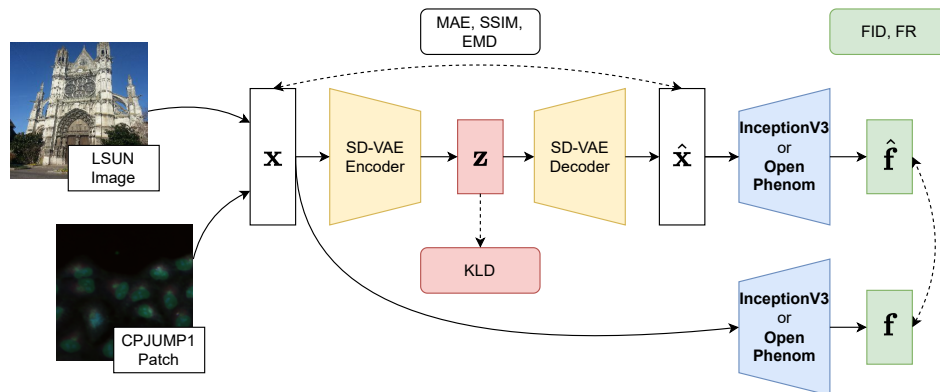 MAE, SSIM,
EMD
FID, FR
LSUN
Image
x
SD-VAE
Encoder
z
SD-VAE
Decoder
x̂
InceptionV3
or
Open
Phenom
f̂
KLD
CPJUMP1
Patch
InceptionV3
or
Open
Phenom
f